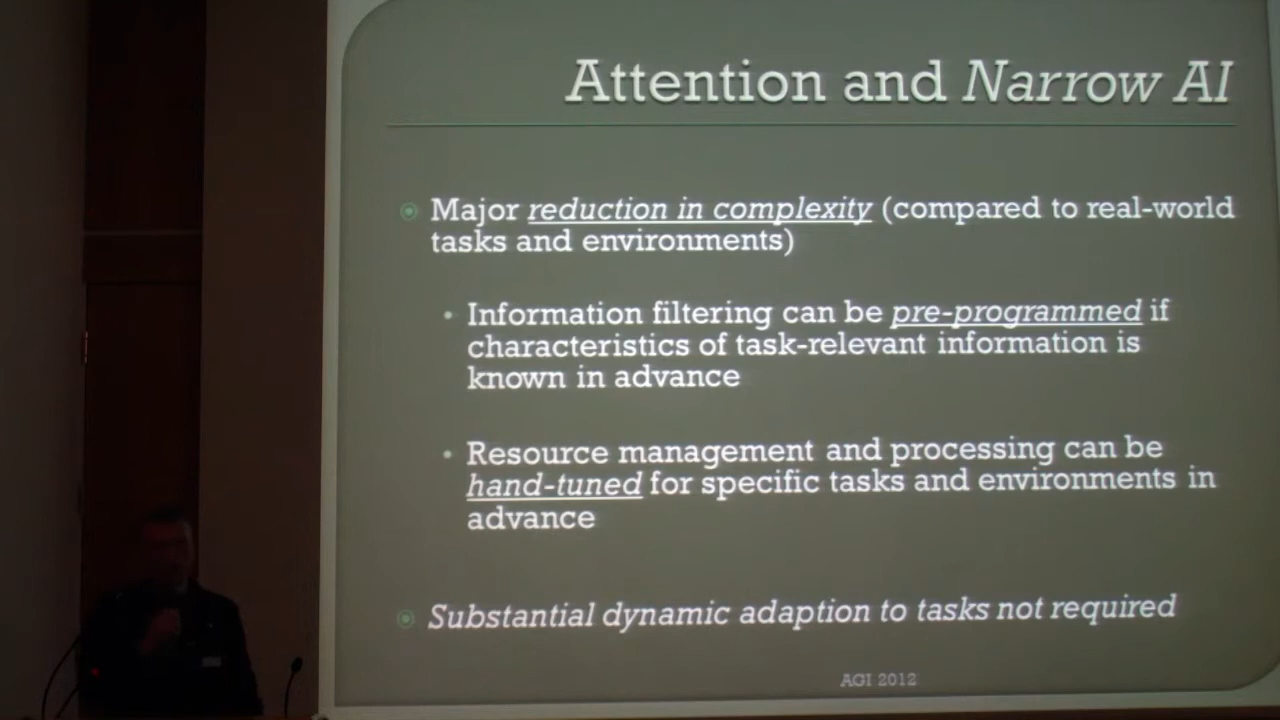 Attention and Narrow AI
Major reduction in complexity (compared to real-world
tasks and environments)
Information filtering can be pre-programmed if
characteristics of task-relevant information is
known in advance
Resource management and processing can be
hand-tuned for specific tasks and environments in
advance
Substantial dynamic adaption to tasks not required
AGI 2012